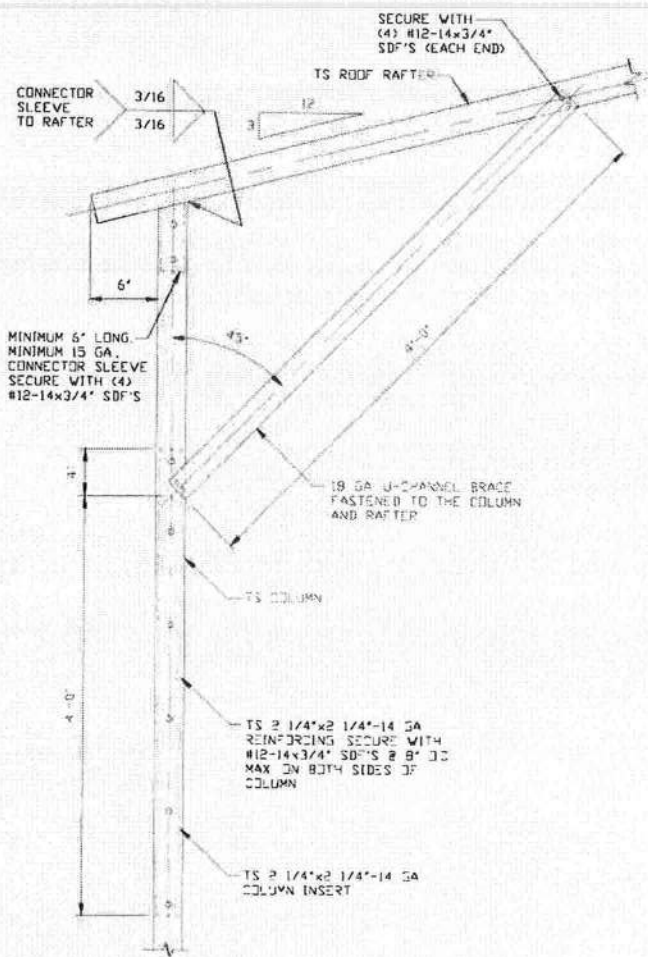 SECURE WITH
(4) #12-14x3/4"
SDF'S (EACH END)
TS ROOF RAFTER
CONNECTOR
SLEEVE
TO RAFTER
3/16
3/16
12
3
6"
MINIMUM 6" LONG,
MINIMUM 15 GA,
CONNECTOR SLEEVE
SECURE WITH (4)
#12-14x3/4" SDF'S
45°
4'-0"
4"
18 GA U-CHANNEL BRACE
FASTENED TO THE COLUMN
AND RAFTER
TS COLUMN
TS 2 1/4"x2 1/4"-14 GA
REINFORCING SECURE WITH
#12-14x3/4" SDF'S @ 8" OC
MAX ON BOTH SIDES OF
COLUMN
TS 2 1/4"x2 1/4"-14 GA
COLUMN INSERT